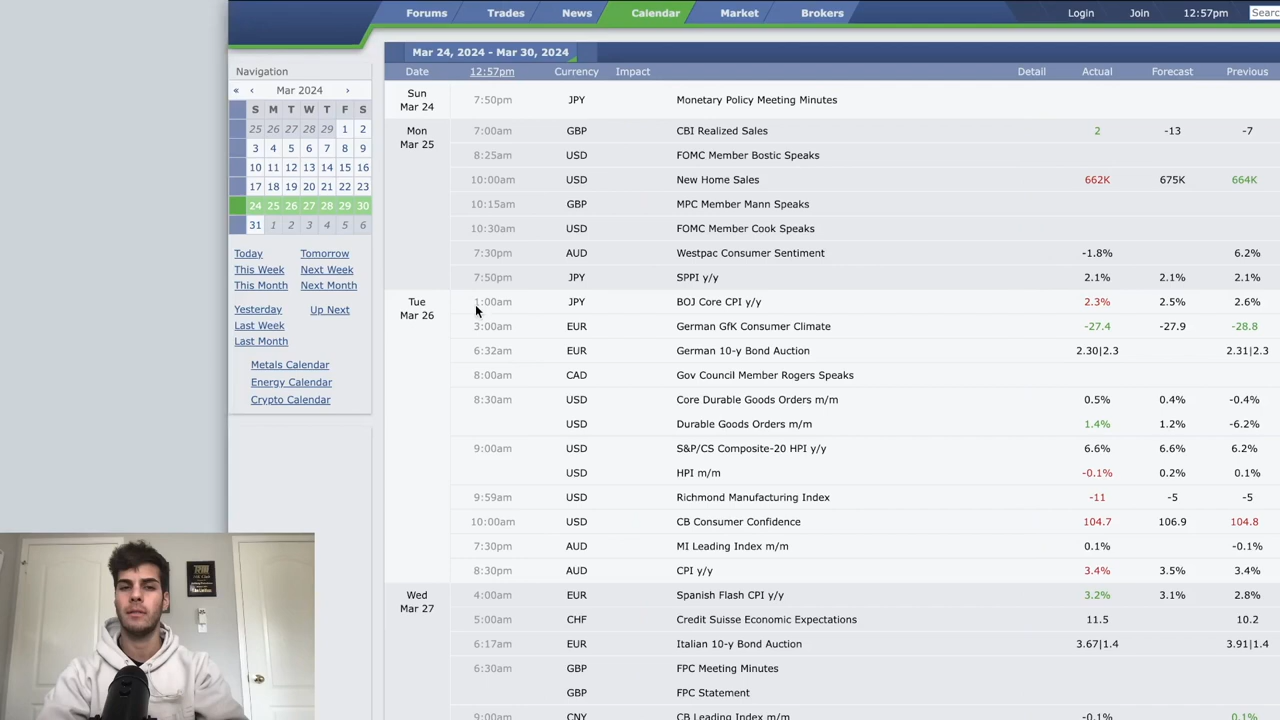 Forums Trades News Calendar Market Brokers Login Join 12:57pm Searc
Mar 24, 2024 - Mar 30, 2024
Navigation
« ‹ Mar 2024 ›
S M T W T F S
25 26 27 28 29 1 2
3 4 5 6 7 8 9
10 11 12 13 14 15 16
17 18 19 20 21 22 23
24 25 26 27 28 29 30
31 1 2 3 4 5 6
Today Tomorrow
This Week Next Week
This Month Next Month
Yesterday Up Next
Last Week
Last Month
Metals Calendar
Energy Calendar
Crypto Calendar
Date 12:57pm Currency Impact Detail Actual Forecast Previous
Sun Mar 24 7:50pm JPY Monetary Policy Meeting Minutes
Mon Mar 25 7:00am GBP CBI Realized Sales 2 -13 -7
8:25am USD FOMC Member Bostic Speaks
10:00am USD New Home Sales 662K 675K 664K
10:15am GBP MPC Member Mann Speaks
10:30am USD FOMC Member Cook Speaks
7:30pm AUD Westpac Consumer Sentiment -1.8% 6.2%
7:50pm JPY SPPI y/y 2.1% 2.1% 2.1%
Tue Mar 26 1:00am JPY BOJ Core CPI y/y 2.3% 2.5% 2.6%
3:00am EUR German GfK Consumer Climate -27.4 -27.9 -28.8
6:32am EUR German 10-y Bond Auction 2.30|2.3 2.31|2.3
8:00am CAD Gov Council Member Rogers Speaks
8:30am USD Core Durable Goods Orders m/m 0.5% 0.4% -0.4%
USD Durable Goods Orders m/m 1.4% 1.2% -6.2%
9:00am USD S&P/CS Composite-20 HPI y/y 6.6% 6.6% 6.2%
USD HPI m/m -0.1% 0.2% 0.1%
9:59am USD Richmond Manufacturing Index -11 -5 -5
10:00am USD CB Consumer Confidence 104.7 106.9 104.8
7:30pm AUD MI Leading Index m/m 0.1% -0.1%
8:30pm AUD CPI y/y 3.4% 3.5% 3.4%
Wed Mar 27 4:00am EUR Spanish Flash CPI y/y 3.2% 3.1% 2.8%
5:00am CHF Credit Suisse Economic Expectations 11.5 10.2
6:17am EUR Italian 10-y Bond Auction 3.67|1.4 3.91|1.4
6:30am GBP FPC Meeting Minutes
GBP FPC Statement
9:00am CNY CB Leading Index m/m -0.1% 0.1%